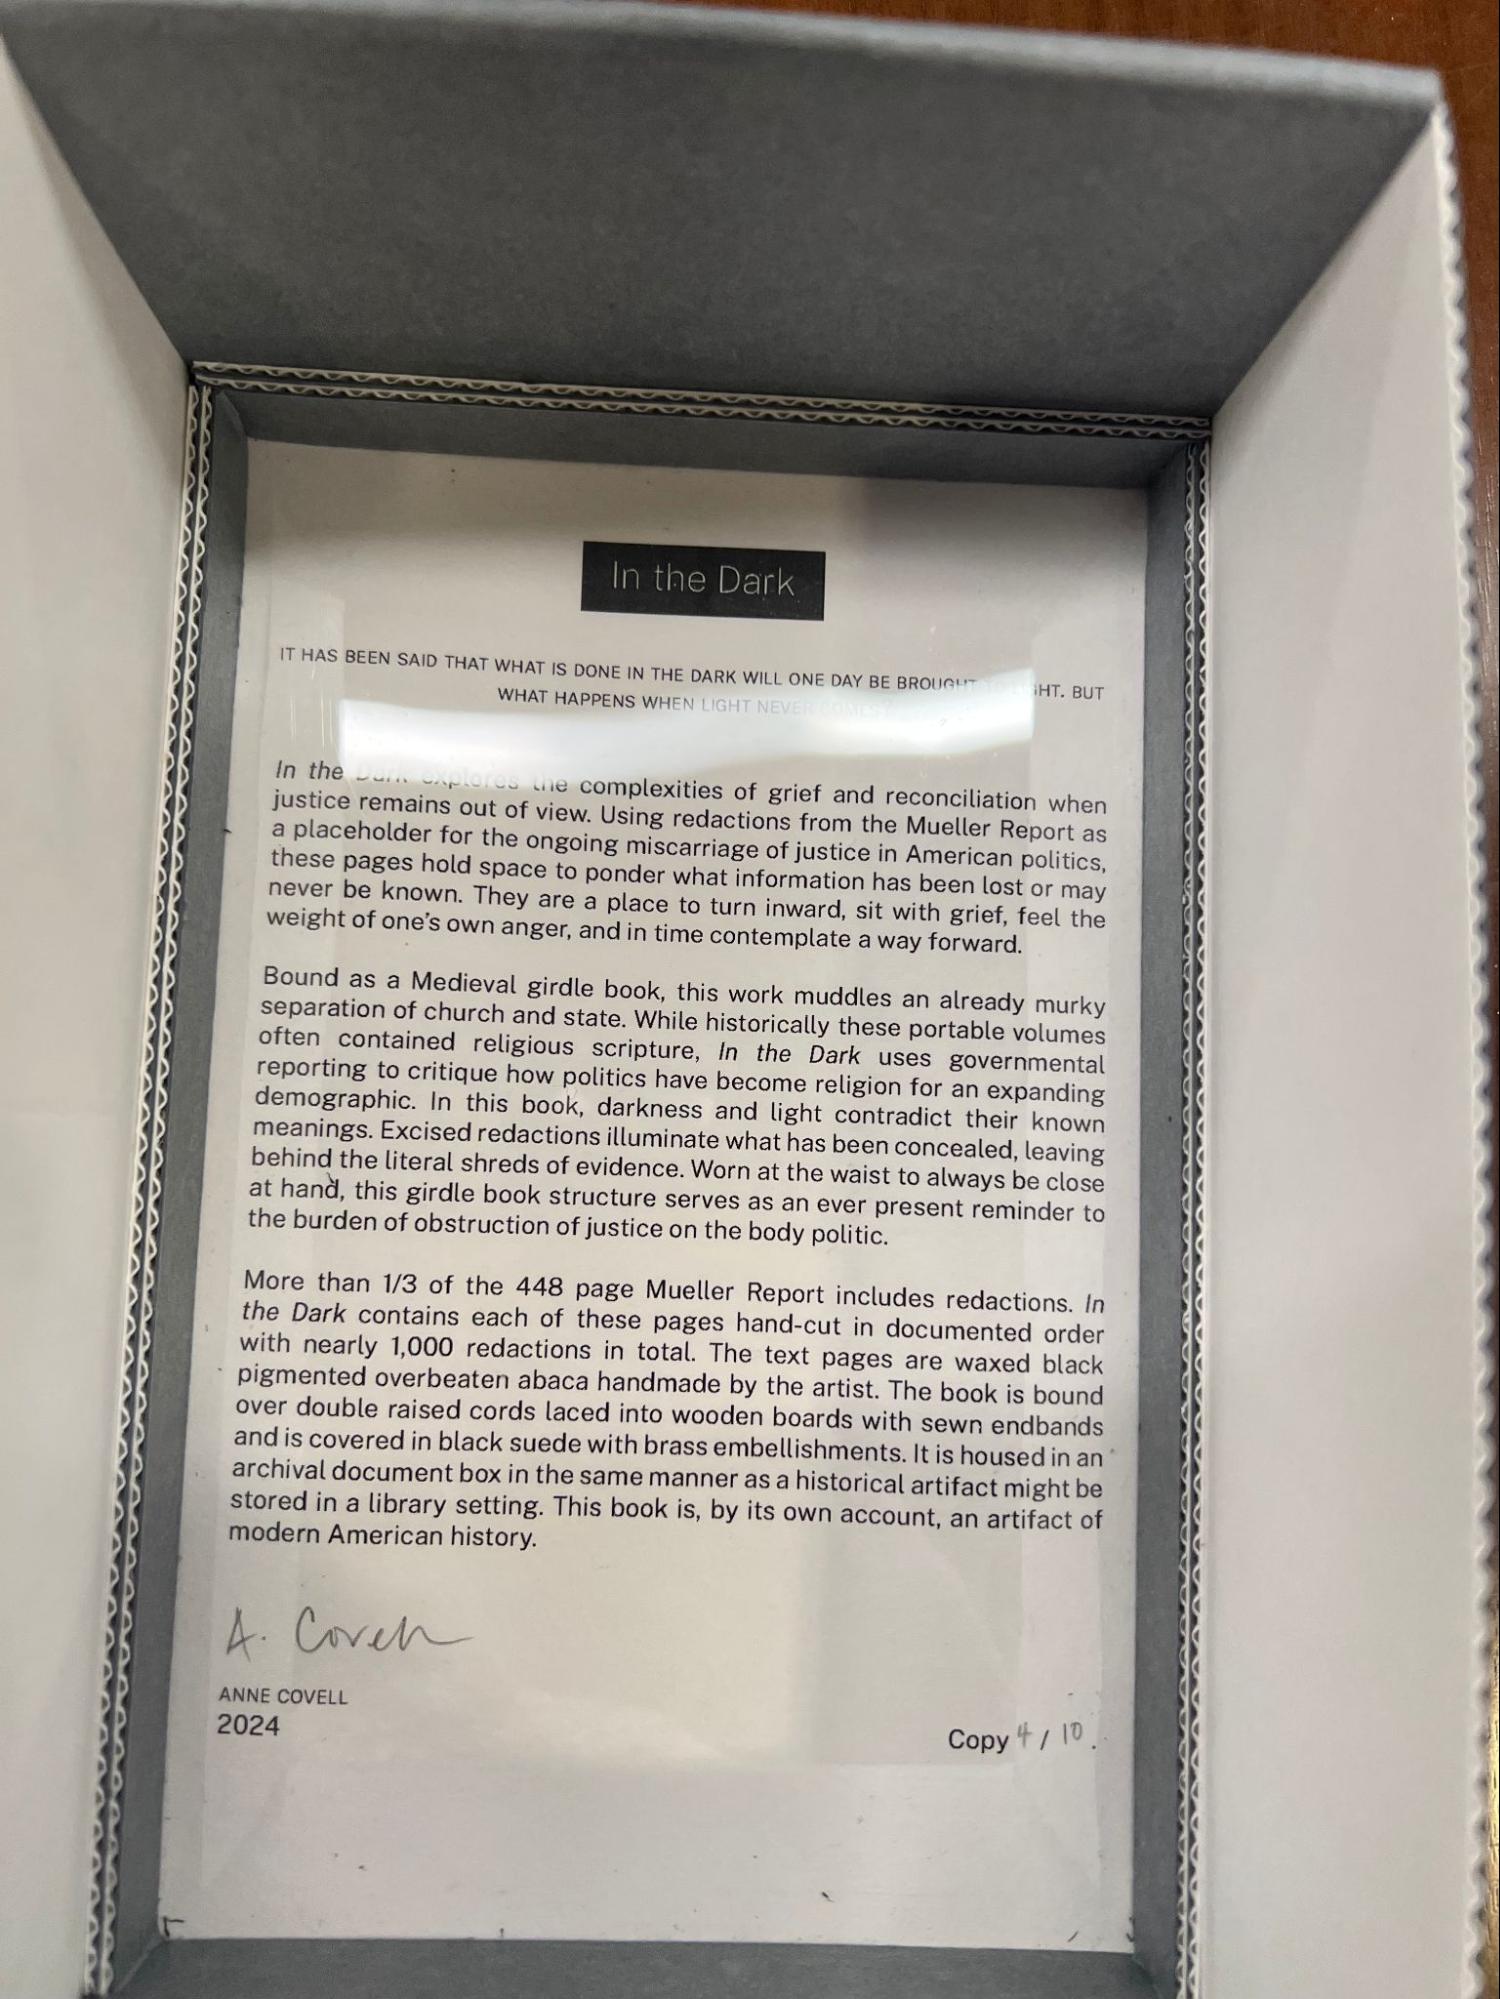 In the Dark
IT HAS BEEN SAID THAT WHAT IS DONE IN THE DARK WILL ONE DAY BE BROUGHT TO LIGHT. BUT
WHAT HAPPENS WHEN LIGHT NEVER COMES?
In the Dark explores the complexities of grief and reconciliation when
justice remains out of view. Using redactions from the Mueller Report as
a placeholder for the ongoing miscarriage of justice in American politics,
these pages hold space to ponder what information has been lost or may
never be known. They are a place to turn inward, sit with grief, feel the
weight of one’s own anger, and in time contemplate a way forward.
Bound as a Medieval girdle book, this work muddles an already murky
separation of church and state. While historically these portable volumes
often contained religious scripture, In the Dark uses governmental
reporting to critique how politics have become religion for an expanding
demographic. In this book, darkness and light contradict their known
meanings. Excised redactions illuminate what has been concealed, leaving
behind the literal shreds of evidence. Worn at the waist to always be close
at hand, this girdle book structure serves as an ever present reminder to
the burden of obstruction of justice on the body politic.
More than 1/3 of the 448 page Mueller Report includes redactions. In
the Dark contains each of these pages hand-cut in documented order
with nearly 1,000 redactions in total. The text pages are waxed black
pigmented overbeaten abaca handmade by the artist. The book is bound
over double raised cords laced into wooden boards with sewn endbands
and is covered in black suede with brass embellishments. It is housed in an
archival document box in the same manner as a historical artifact might be
stored in a library setting. This book is, by its own account, an artifact of
modern American history.
A. Covell
ANNE COVELL
2024
Copy 4 / 10.